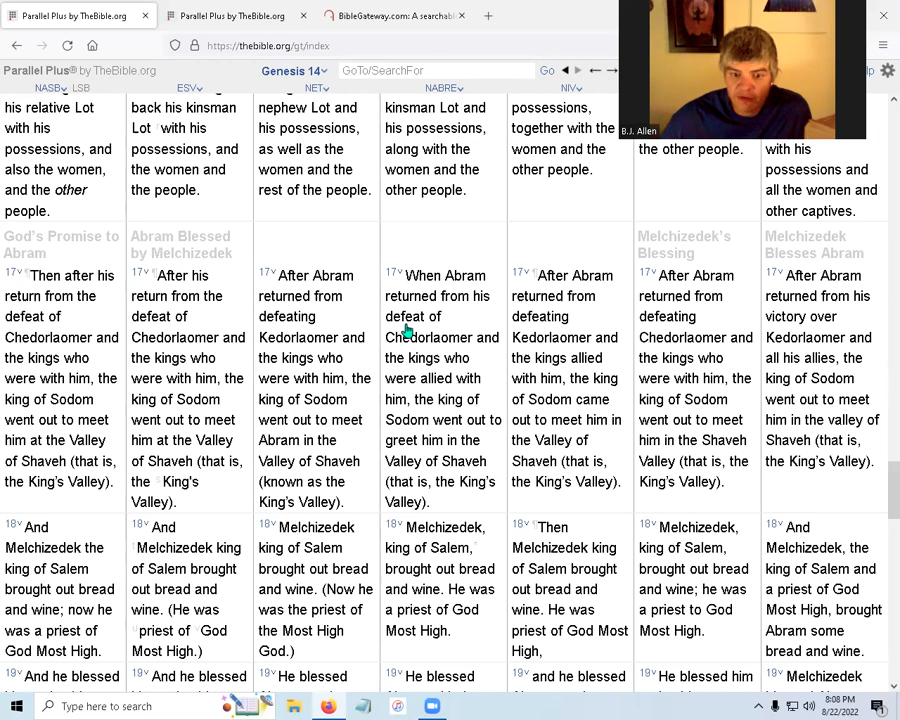 Parallel Plus by TheBible.org
Parallel Plus by TheBible.org
BibleGateway.com: A searchabl
https://thebible.org/gt/index
Parallel Plus® by TheBible.org
Genesis 14
GoTo/SearchFor
Go
NASB LSB
ESV
NET
NABRE
NIV
B.J. Allen
his relative Lot
with his
possessions, and
also the women,
and the other
people.
back his kinsman
Lot with his
possessions, and
the women and
the people.
nephew Lot and
his possessions,
as well as the
women and the
rest of the people.
kinsman Lot and
his possessions,
along with the
women and the
other people.
possessions,
together with the
women and the
other people.
the other people.
with his
possessions and
all the women and
other captives.
God's Promise to
Abram
Abram Blessed
by Melchizedek
Melchizedek's
Blessing
Melchizedek
Blesses Abram
17v ¶Then after his
return from the
defeat of
Chedorlaomer and
the kings who
were with him, the
king of Sodom
went out to meet
him at the Valley
of Shaveh (that is,
the King's Valley).
17v ¶After his
return from the
defeat of
Chedorlaomer and
the kings who
were with him, the
king of Sodom
went out to meet
him at the Valley
of Shaveh (that is,
the King's
Valley).
17v After Abram
returned from
defeating
Kedorlaomer and
the kings allied
with him, the king
of Sodom
went out to meet
Abram in the
Valley of Shaveh
(known as the
King's Valley).
17v When Abram
returned from his
defeat of
Chedorlaomer and
the kings who
were allied with
him, the king of
Sodom went out to
greet him in the
Valley of Shaveh
(that is, the King's
Valley).
17v ¶After Abram
returned from
defeating
Kedorlaomer and
the kings allied
with him, the king
of Sodom came
out to meet him in
the Valley of
Shaveh (that is,
the King's Valley).
17v After Abram
returned from
defeating
Chedorlaomer and
the kings who
were with him, the
king of Sodom
went out to meet
him in the Shaveh
Valley (that is, the
King's Valley).
17v After Abram
returned from his
victory over
Kedorlaomer and
all his allies, the
king of Sodom
went out to meet
him in the valley of
Shaveh (that is,
the King's Valley).
18v And
Melchizedek the
king of Salem
brought out bread
and wine; now he
was a priest of
God Most High.
18v And
Melchizedek king
of Salem brought
out bread and
wine. (He was
priest of God
Most High.)
18v Melchizedek
king of Salem
brought out bread
and wine. (Now he
was the priest of
the Most High
God.)
18v Melchizedek,
king of Salem,
brought out bread
and wine. He was
a priest of God
Most High.
18v ¶Then
Melchizedek king
of Salem brought
out bread and
wine. He was
priest of God Most
High,
18v Melchizedek,
king of Salem,
brought out bread
and wine; he was
a priest to God
Most High.
18v And
Melchizedek, the
king of Salem and
a priest of God
Most High, brought
Abram some
bread and wine.
19v And he blessed
19v And he blessed
19v He blessed
19v He blessed
19v and he blessed
19v He blessed him
19v Melchizedek
Type here to search
8:08 PM
8/22/2022